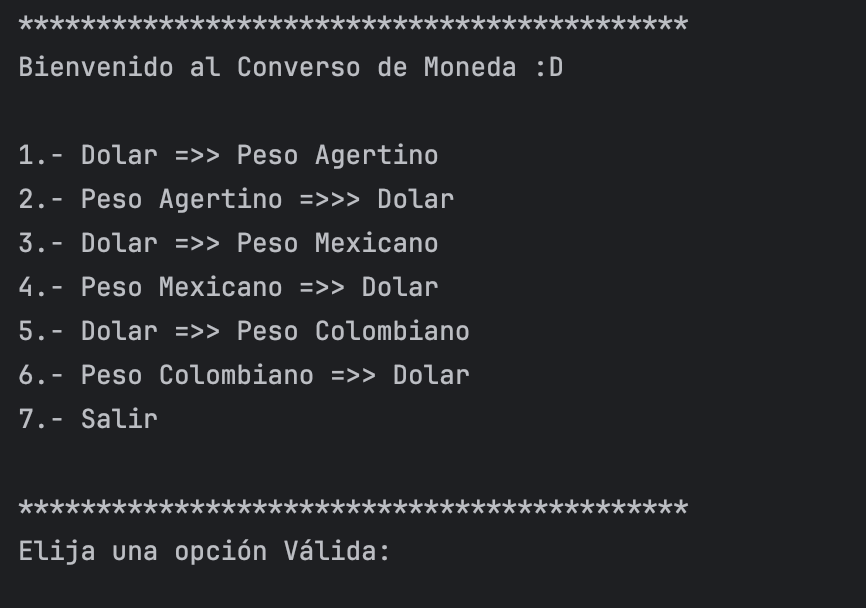 *******************************************
Bienvenido al Converso de Moneda :D
1.- Dolar =>> Peso Agertino
2.- Peso Agertino =>>> Dolar
3.- Dolar =>> Peso Mexicano
4.- Peso Mexicano =>> Dolar
5.- Dolar =>> Peso Colombiano
6.- Peso Colombiano =>> Dolar
7.- Salir
*******************************************
Elija una opción Válida: